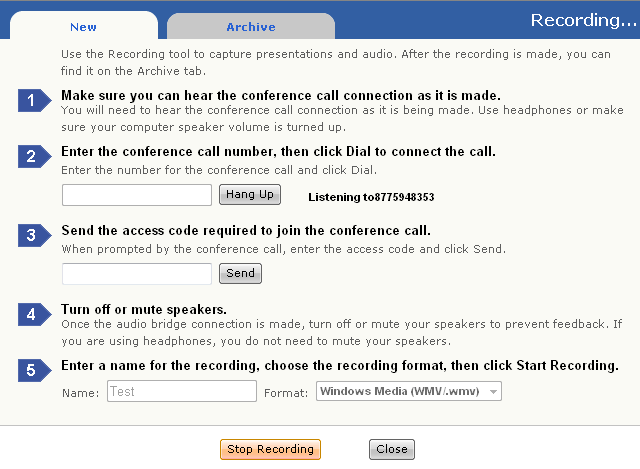 New
Archive
Recording...
Use the Recording tool to capture presentations and audio. After the recording is made, you can
find it on the Archive tab.
1
Make sure you can hear the conference call connection as it is made.
You will need to hear the conference call connection as it is being made. Use headphones or make
sure your computer speaker volume is turned up.
2
Enter the conference call number, then click Dial to connect the call.
Enter the number for the conference call and click Dial.
Hang Up
Listening to8775948353
3
Send the access code required to join the conference call.
When prompted by the conference call, enter the access code and click Send.
Send
4
Turn off or mute speakers.
Once the audio bridge connection is made, turn off or mute your speakers to prevent feedback. If
you are using headphones, you do not need to mute your speakers.
5
Enter a name for the recording, choose the recording format, then click Start Recording.
Name: Test Format: Windows Media (WMV/.wmv)
Stop Recording
Close